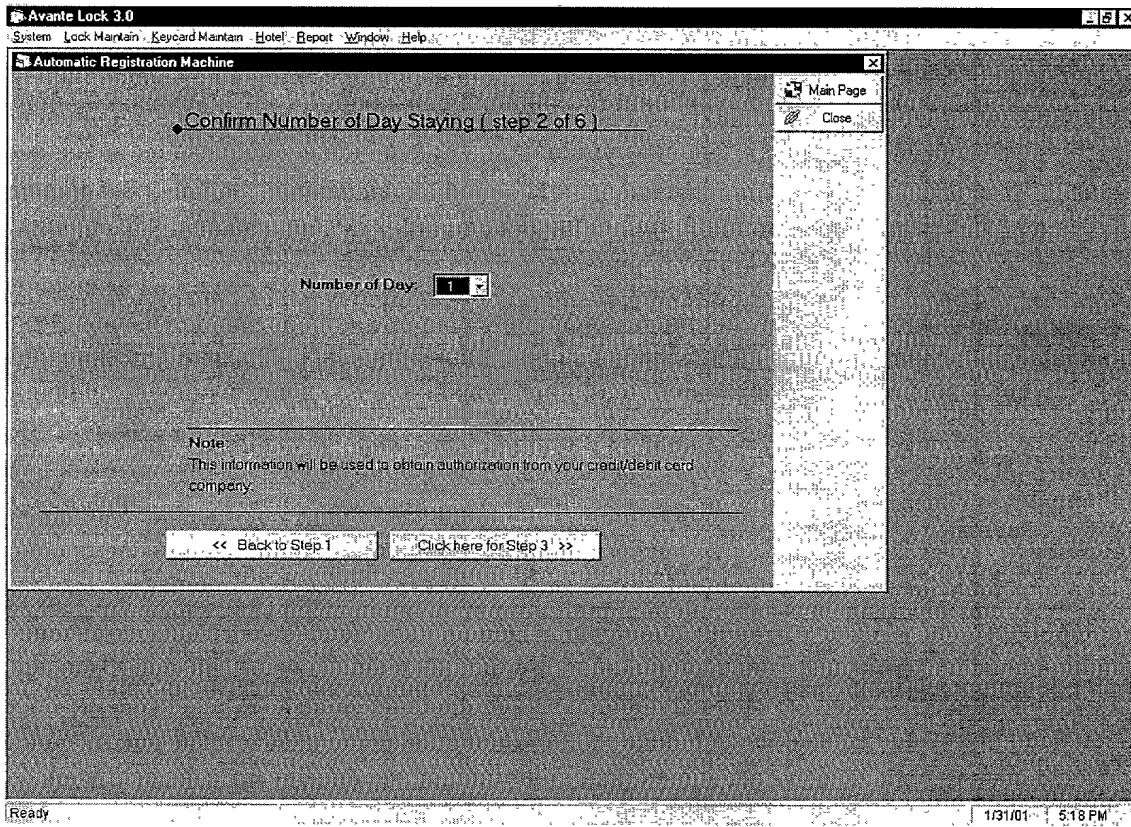 Avante Lock 3.0
System Lock Maintain Keycard Maintain Hotel Report Window Help
Automatic Registration Machine
Main Page
Close
Confirm Number of Day Staying ( step 2 of 6 )
Number of Day: 1
Note:
This information will be used to obtain authorization from your credit/debit card
company.
<< Back to Step 1 Click here for Step 3 >>
Ready 1/31/01 5:18 PM